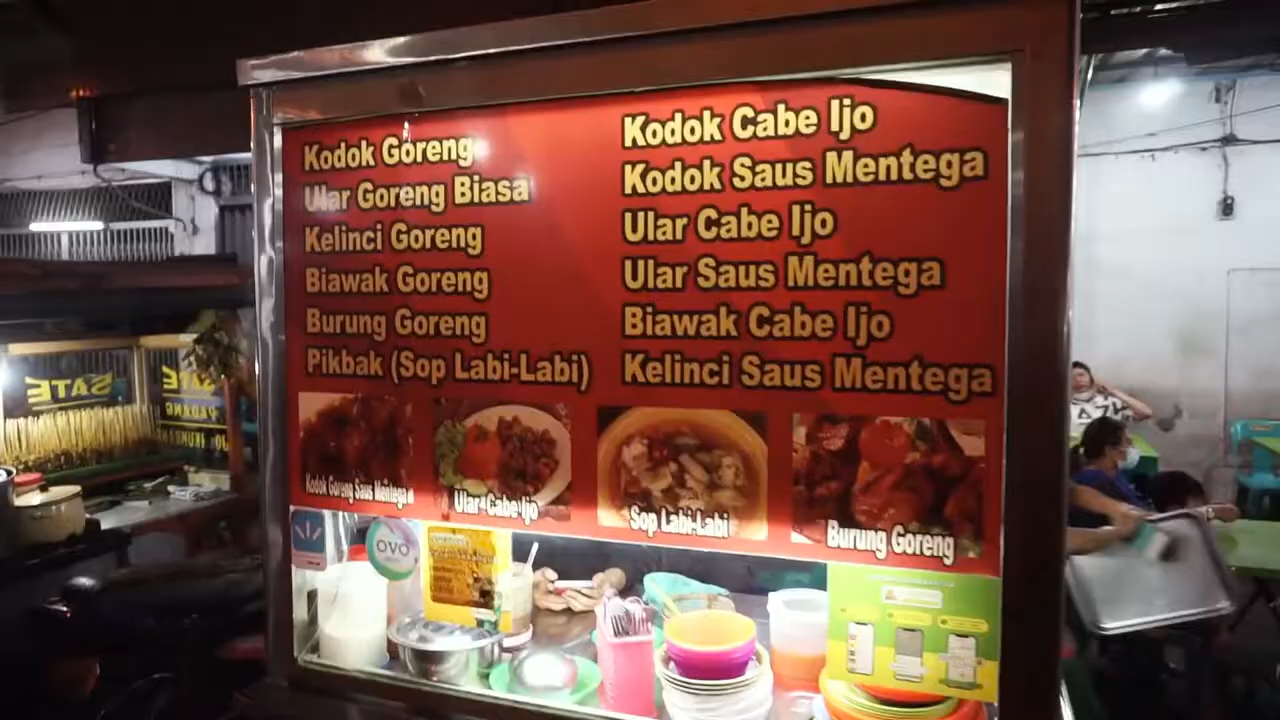 Kodok Goreng
Ular Goreng Biasa
Kelinci Goreng
Biawak Goreng
Burung Goreng
Pikbak (Sop Labi-Labi)
Kodok Cabe Ijo
Kodok Saus Mentega
Ular Cabe Ijo
Ular Saus Mentega
Biawak Cabe Ijo
Kelinci Saus Mentega
Kodok Goreng Saus Mentega
Ular Cabe Ijo
Sop Labi-Labi
Burung Goreng
OVO
SATE
SATE
PADANG